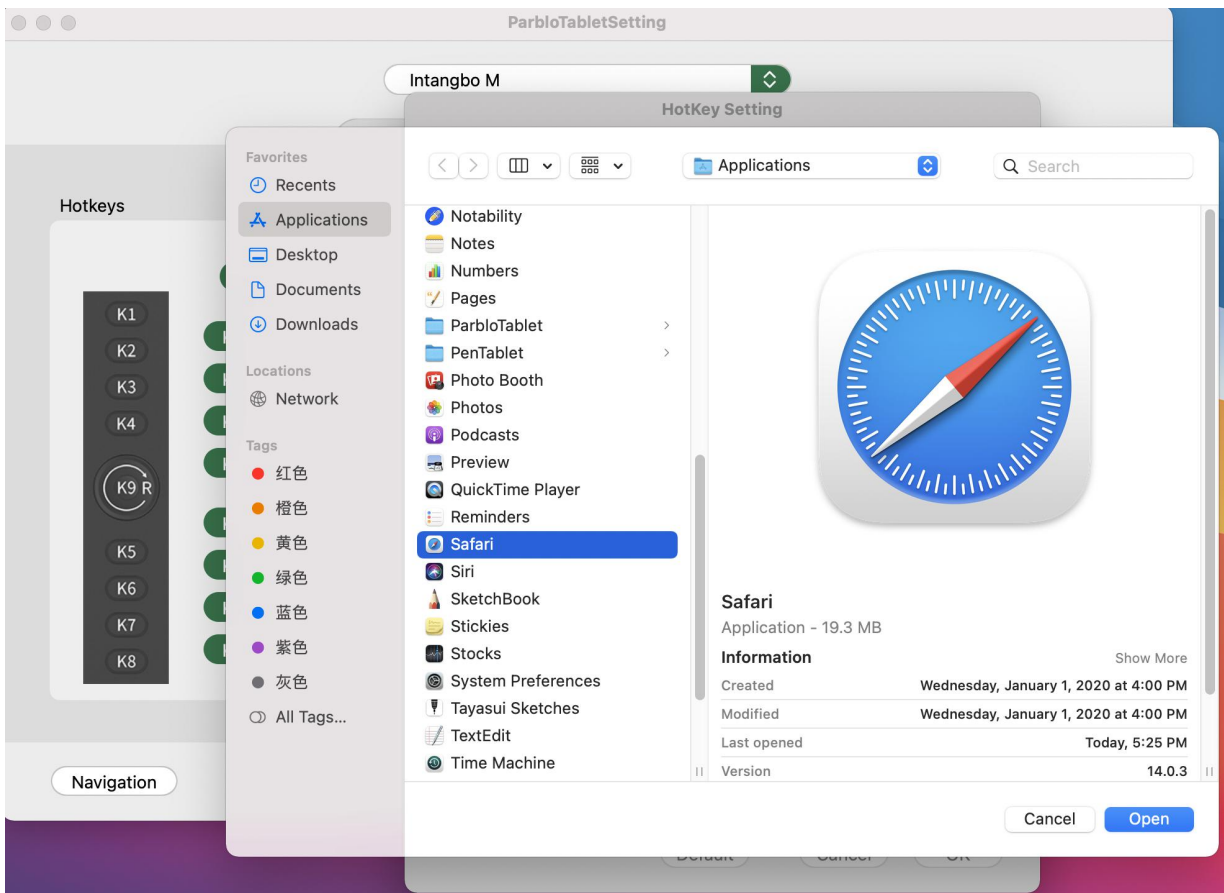 ParbloTabletSetting
Intangbo M
HotKey Setting
Favorites
Recents
Applications
Desktop
Documents
Downloads
Locations
Network
Tags
红色
橙色
黄色
绿色
蓝色
紫色
灰色
All Tags...
Applications
Search
Hotkeys
K1
K2
K3
K4
K9 R
K5
K6
K7
K8
Navigation
Notability
Notes
Numbers
Pages
ParbloTablet
PenTablet
Photo Booth
Photos
Podcasts
Preview
QuickTime Player
Reminders
Safari
Siri
SketchBook
Stickies
Stocks
System Preferences
Tayasui Sketches
TextEdit
Time Machine
Safari
Application - 19.3 MB
Information Show More
Created Wednesday, January 1, 2020 at 4:00 PM
Modified Wednesday, January 1, 2020 at 4:00 PM
Last opened Today, 5:25 PM
Version 14.0.3
Cancel Open
Default Cancel OK